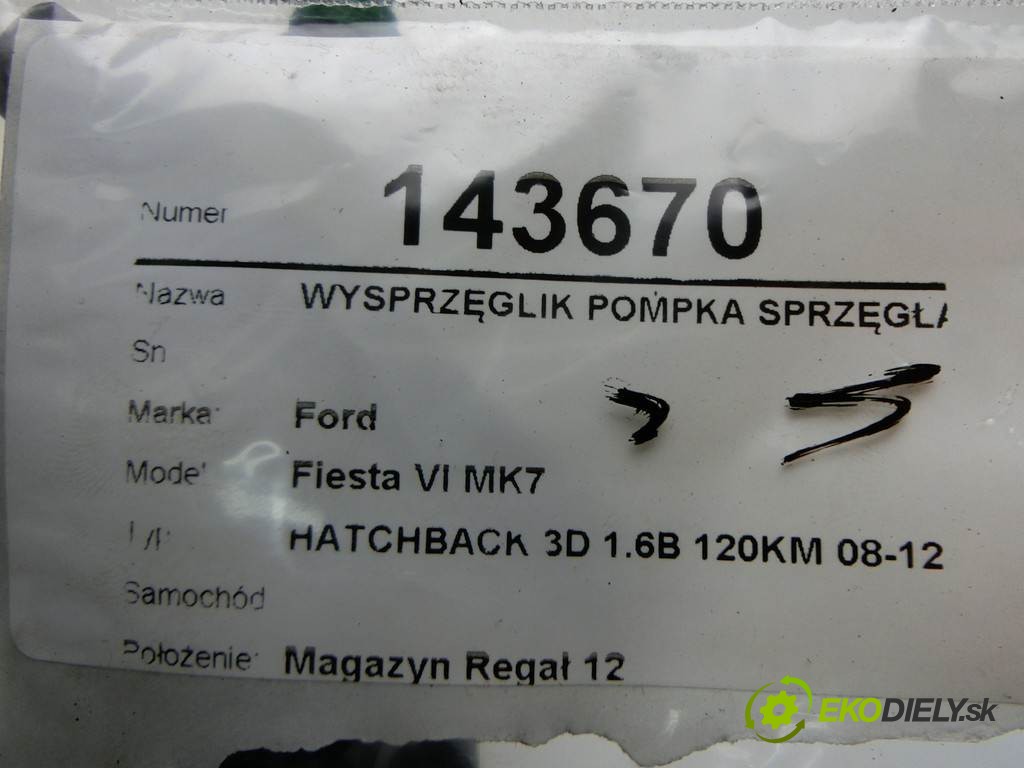 Numer 143670
Nazwa WYSPRZĘGLIK POMPKA SPRZĘGŁA
Sn
Marka Ford
Model Fiesta VI MK7
Typ HATCHBACK 3D 1.6B 120KM 08-12
Samochód
Położenie Magazyn Regał 12
EKODIELY.sk